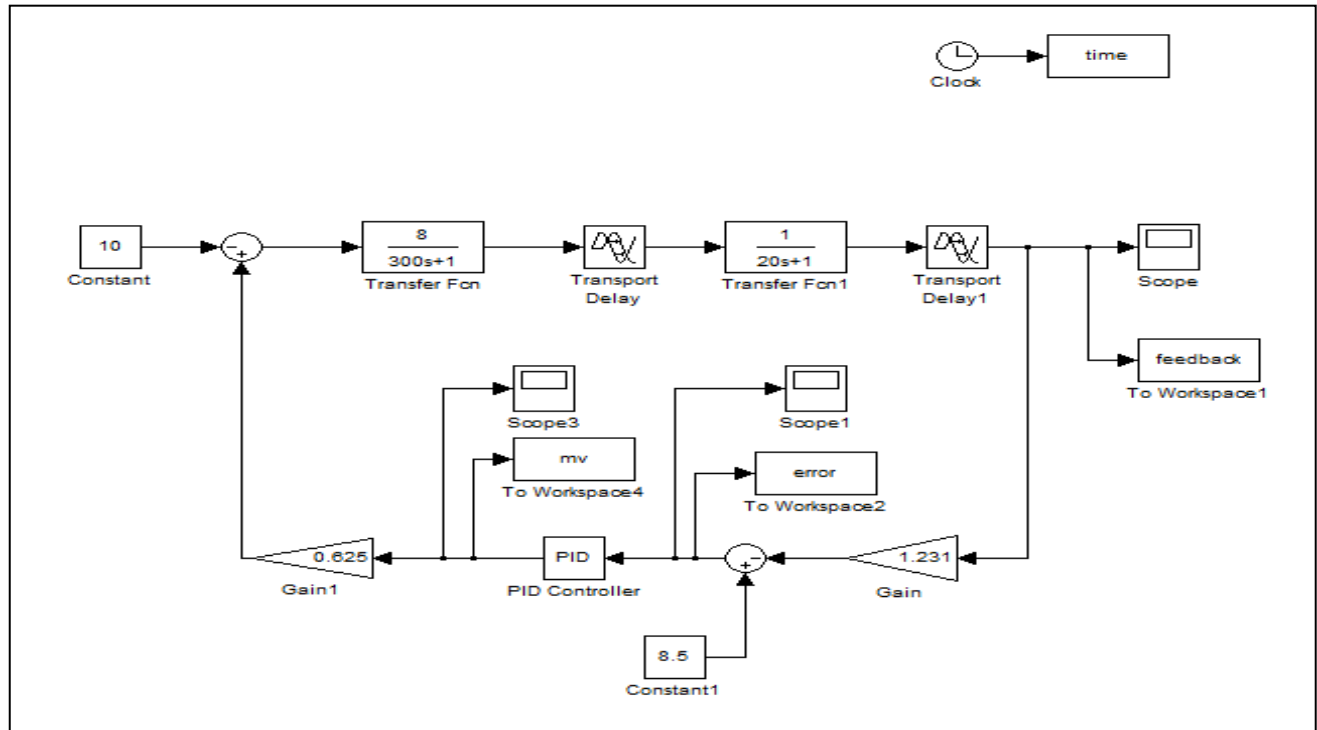 time
Clock
10
Constant
-
+
8
300s+1
Transfer Fcn
Transport
Delay
1
20s+1
Transfer Fcn1
Transport
Delay1
Scope
feedback
To Workspace1
Scope3
Scope1
mv
To Workspace4
error
To Workspace2
0.625
Gain1
PID
PID Controller
-
+
1.231
Gain
8.5
Constant1